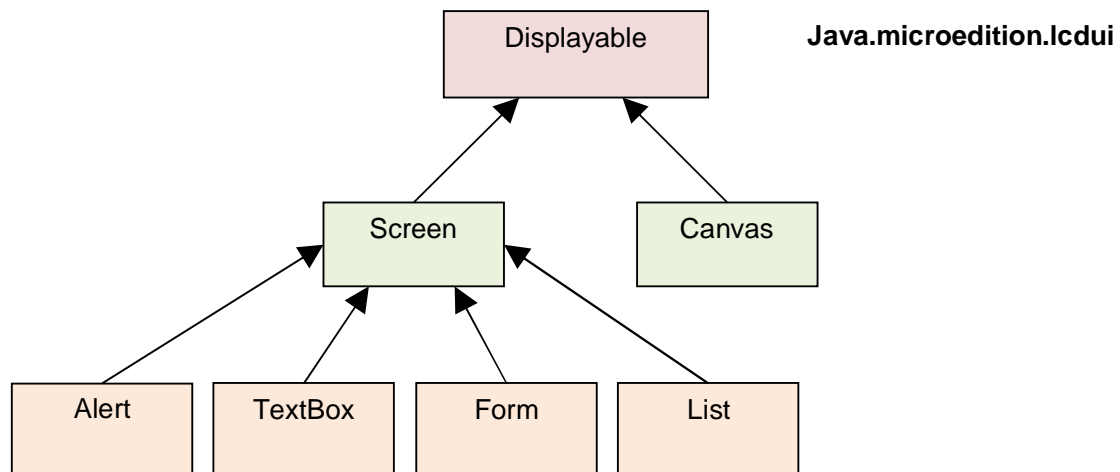 Displayable
Java.microedition.lcdui
Screen
Canvas
Alert
TextBox
Form
List